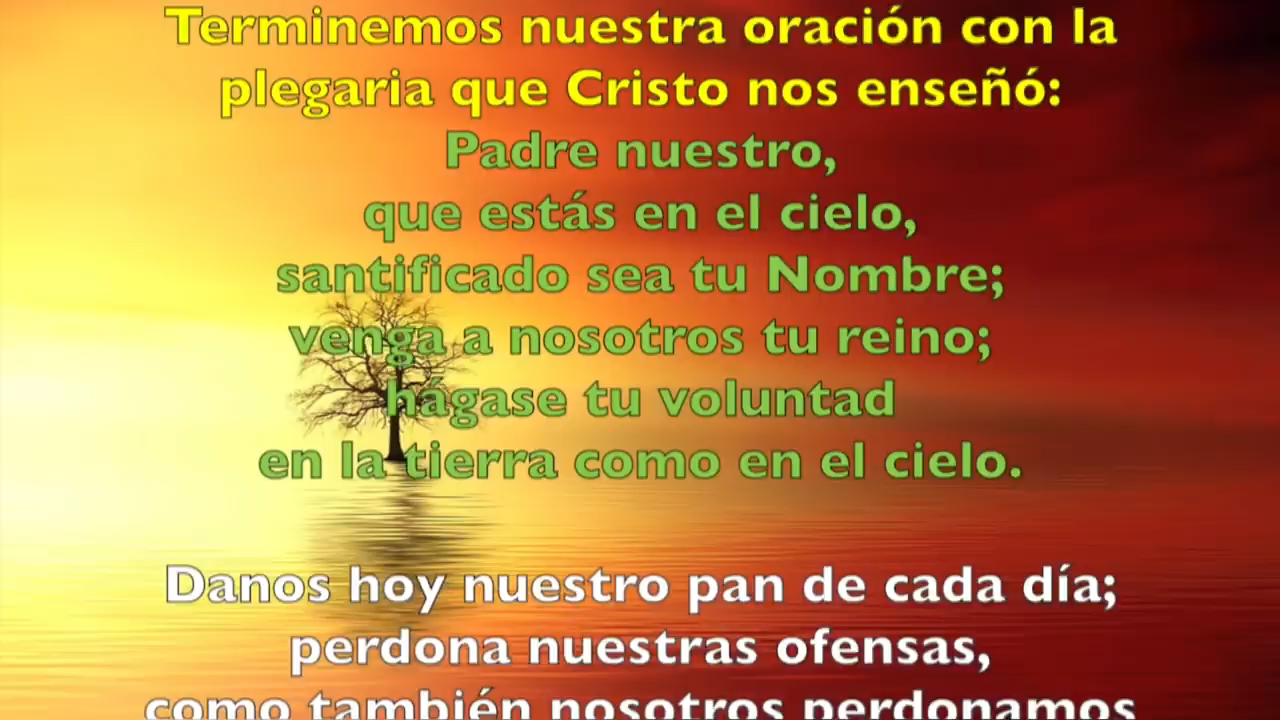 Terminemos nuestra oración con la
plegaria que Cristo nos enseñó:
Padre nuestro,
que estás en el cielo,
santificado sea tu Nombre;
venga a nosotros tu reino;
hágase tu voluntad
en la tierra como en el cielo.
Danos hoy nuestro pan de cada día;
perdona nuestras ofensas,
como también nosotros perdonamos